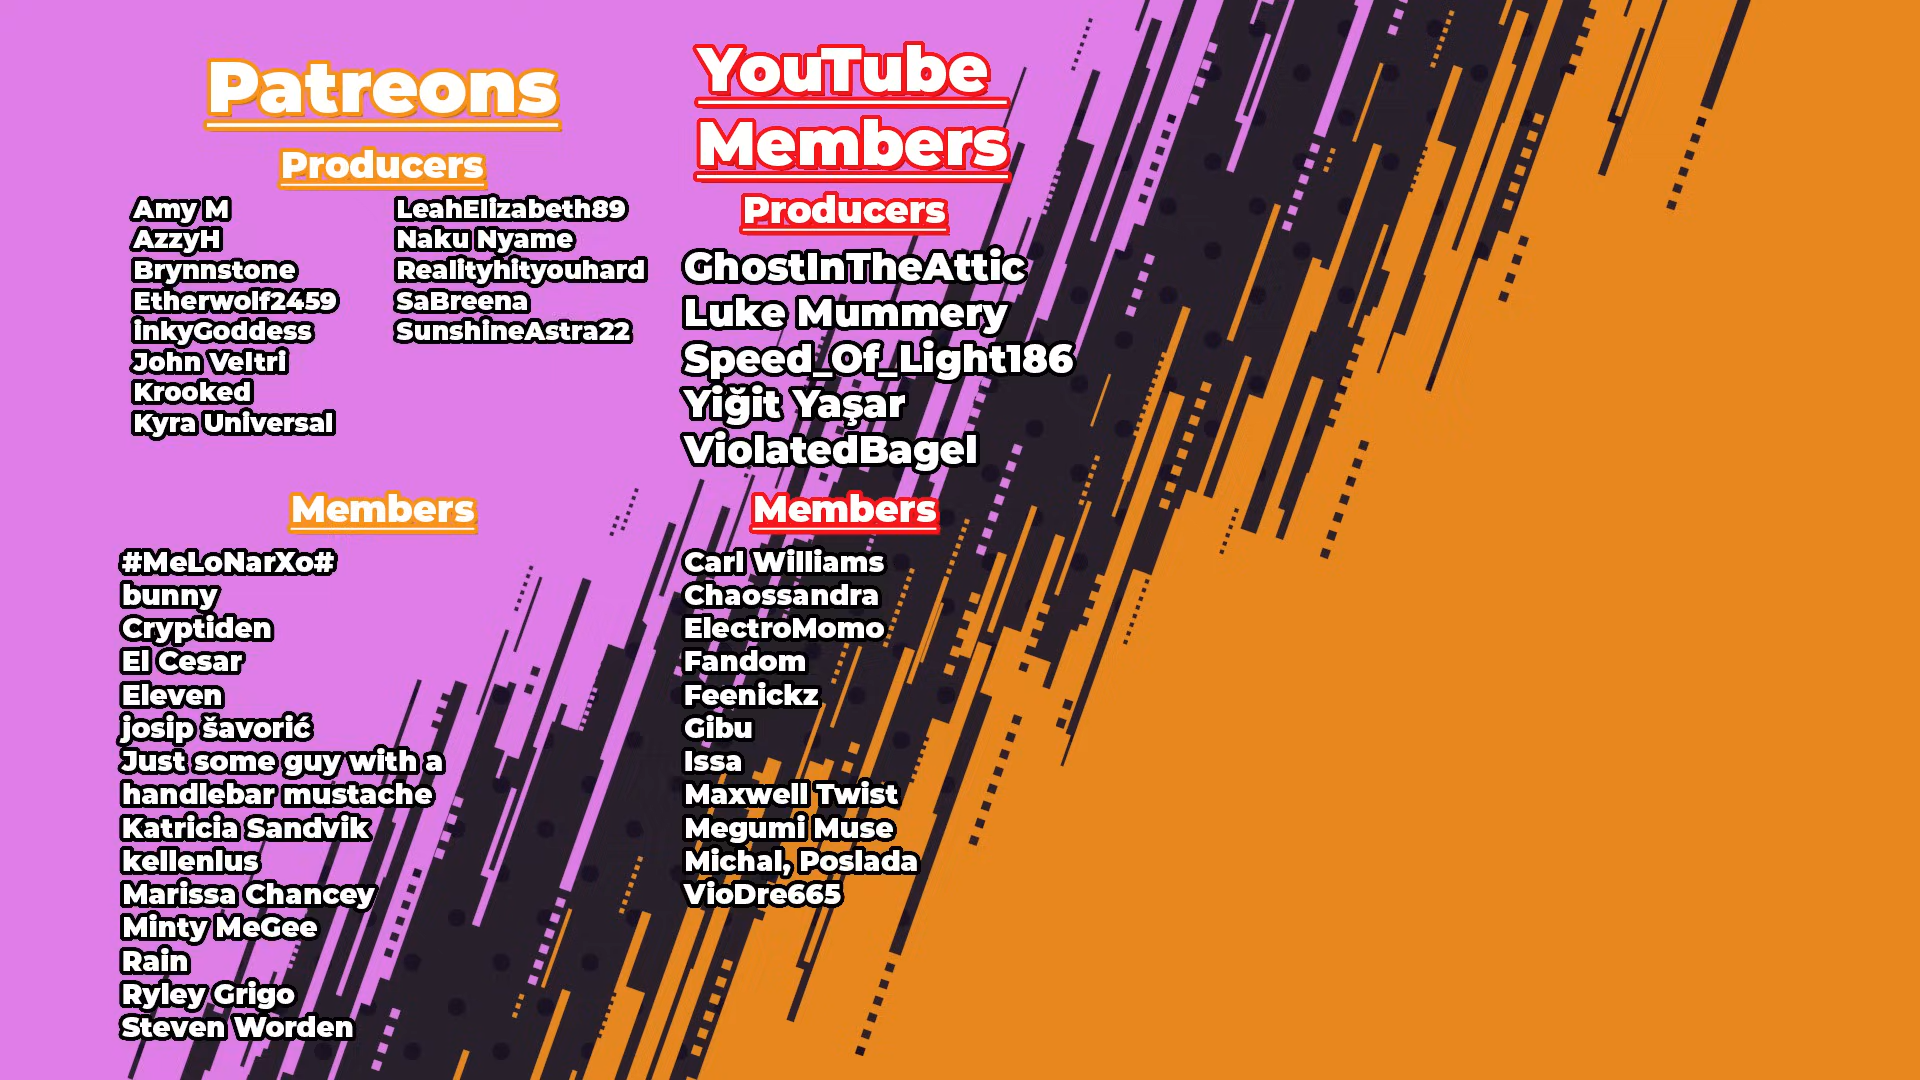 Patreons
Producers
Amy M
AzzyH
Brynnstone
Etherwolf2459
inkyGoddess
John Veltri
Krooked
Kyra Universal
LeahElizabeth89
Naku Nyame
Realityhityouhard
SaBreena
SunshineAstra22
Members
#MeLoNarXo#
bunny
Cryptiden
El Cesar
Eleven
josip šavorić
Just some guy with a
handlebar mustache
Katricia Sandvik
kellenlus
Marissa Chancey
Minty MeGee
Rain
Ryley Grigo
Steven Worden
YouTube
Members
Producers
GhostInTheAttic
Luke Mummery
Speed_Of_Light186
Yiğit Yaşar
ViolatedBagel
Members
Carl Williams
Chaossandra
ElectroMomo
Fandom
Feenickz
Gibu
Issa
Maxwell Twist
Megumi Muse
Michal, Poslada
VioDre665